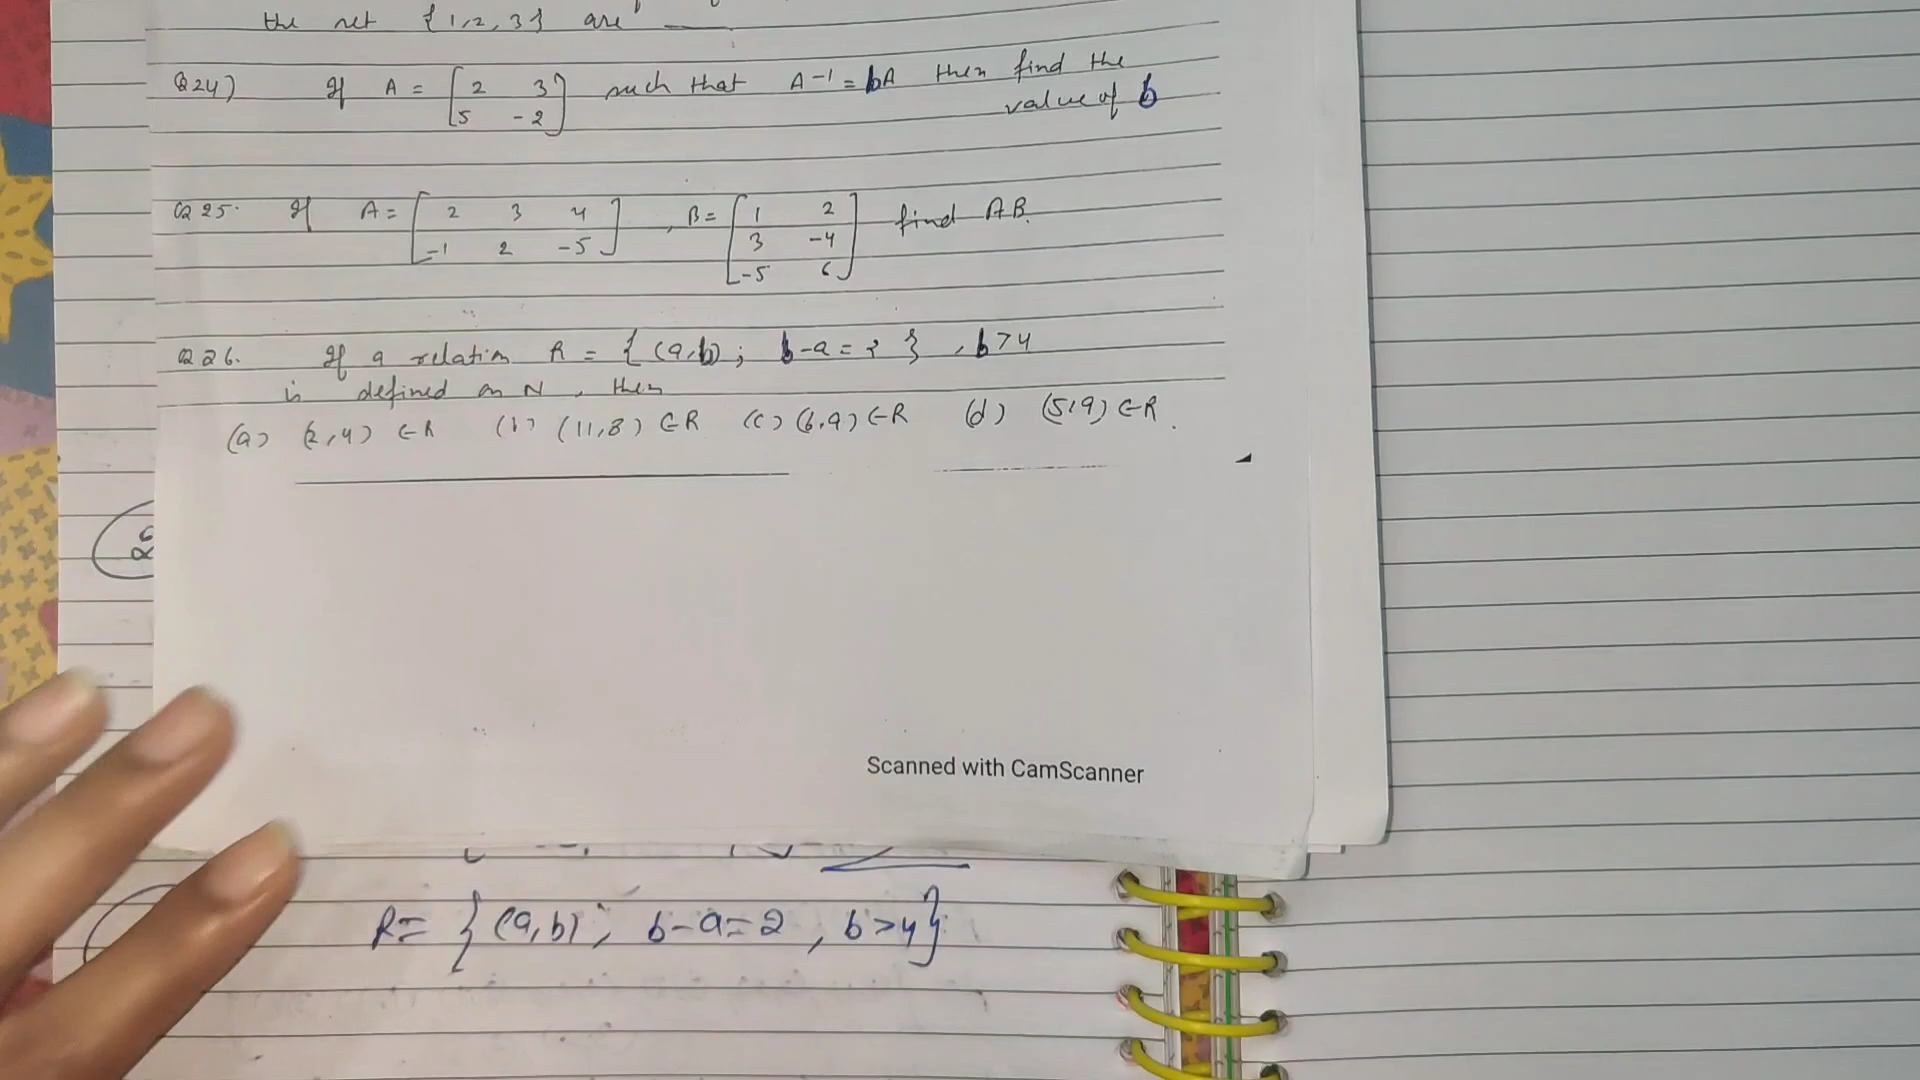 the set {1,2,3} are
Q24) If A = [2 3
5 -2] such that A-1 = bA then find the
value of b
Q25. If A = [2 3 4
-1 2 -5] , B = [1 2
3 -4
-5 6] find AB.
Q26. If a relation R = { (a,b) ; b-a = 2 } , b>4
is defined on N , then
(a) (2,4) ∈ R (b) (11,8) ∈ R (c) (6,9) ∈ R (d) (5,9) ∈ R .
Scanned with CamScanner
R = { (a,b) ; b-a=2 , b>4 }